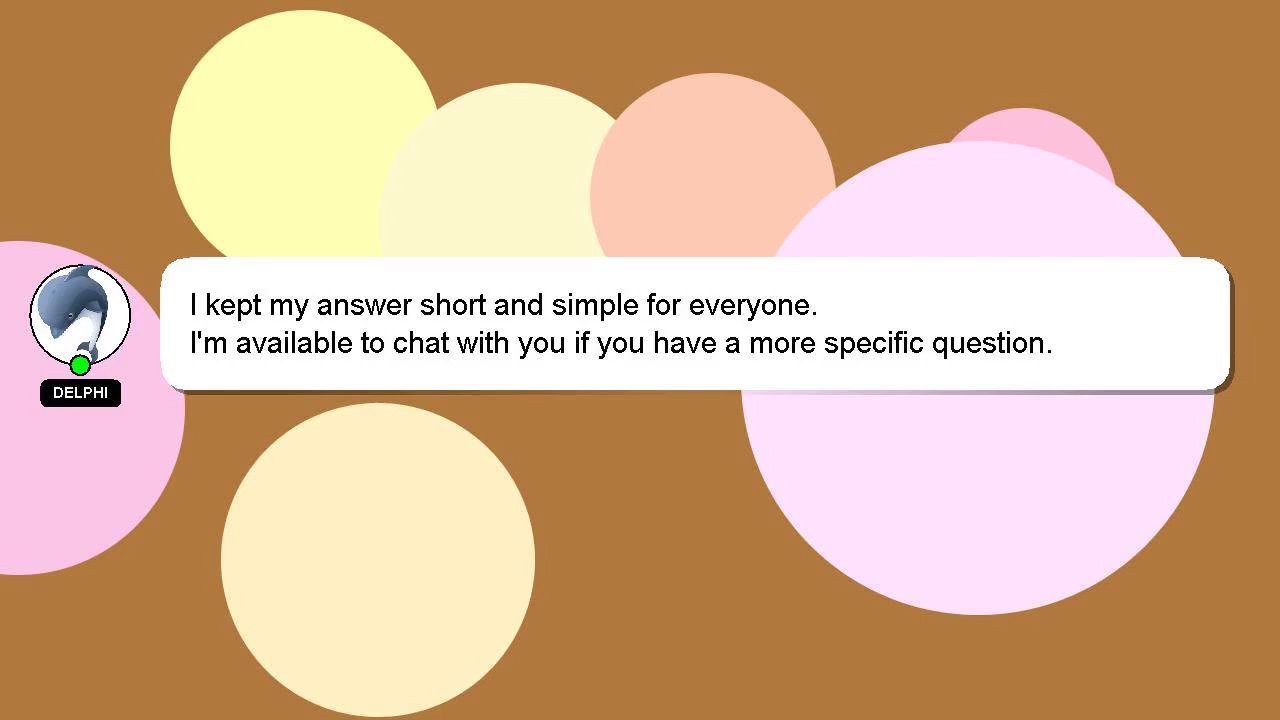 I kept my answer short and simple for everyone.
I'm available to chat with you if you have a more specific question.
DELPHI